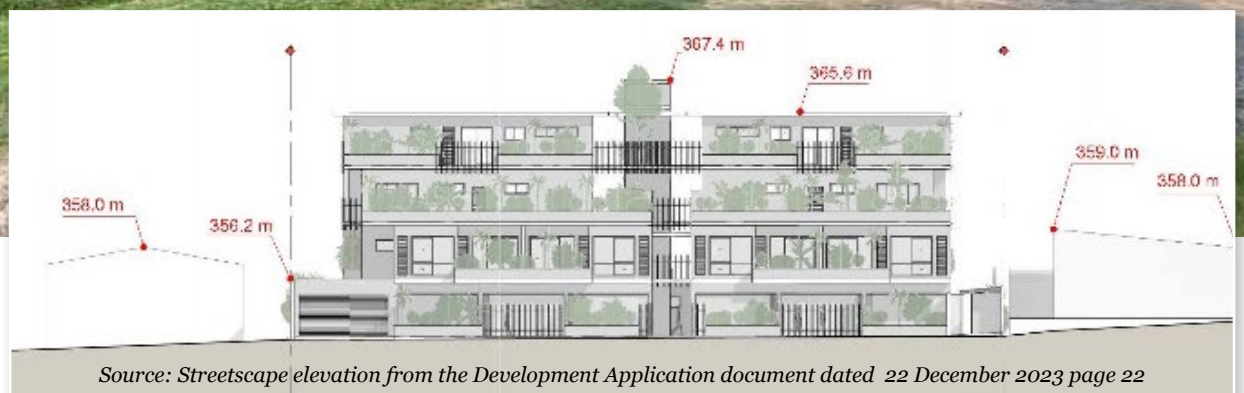 367.4 m
365.6 m
359.0 m
358.0 m
358.0 m
356.2 m
Source: Streetscape elevation from the Development Application document dated 22 December 2023 page 22